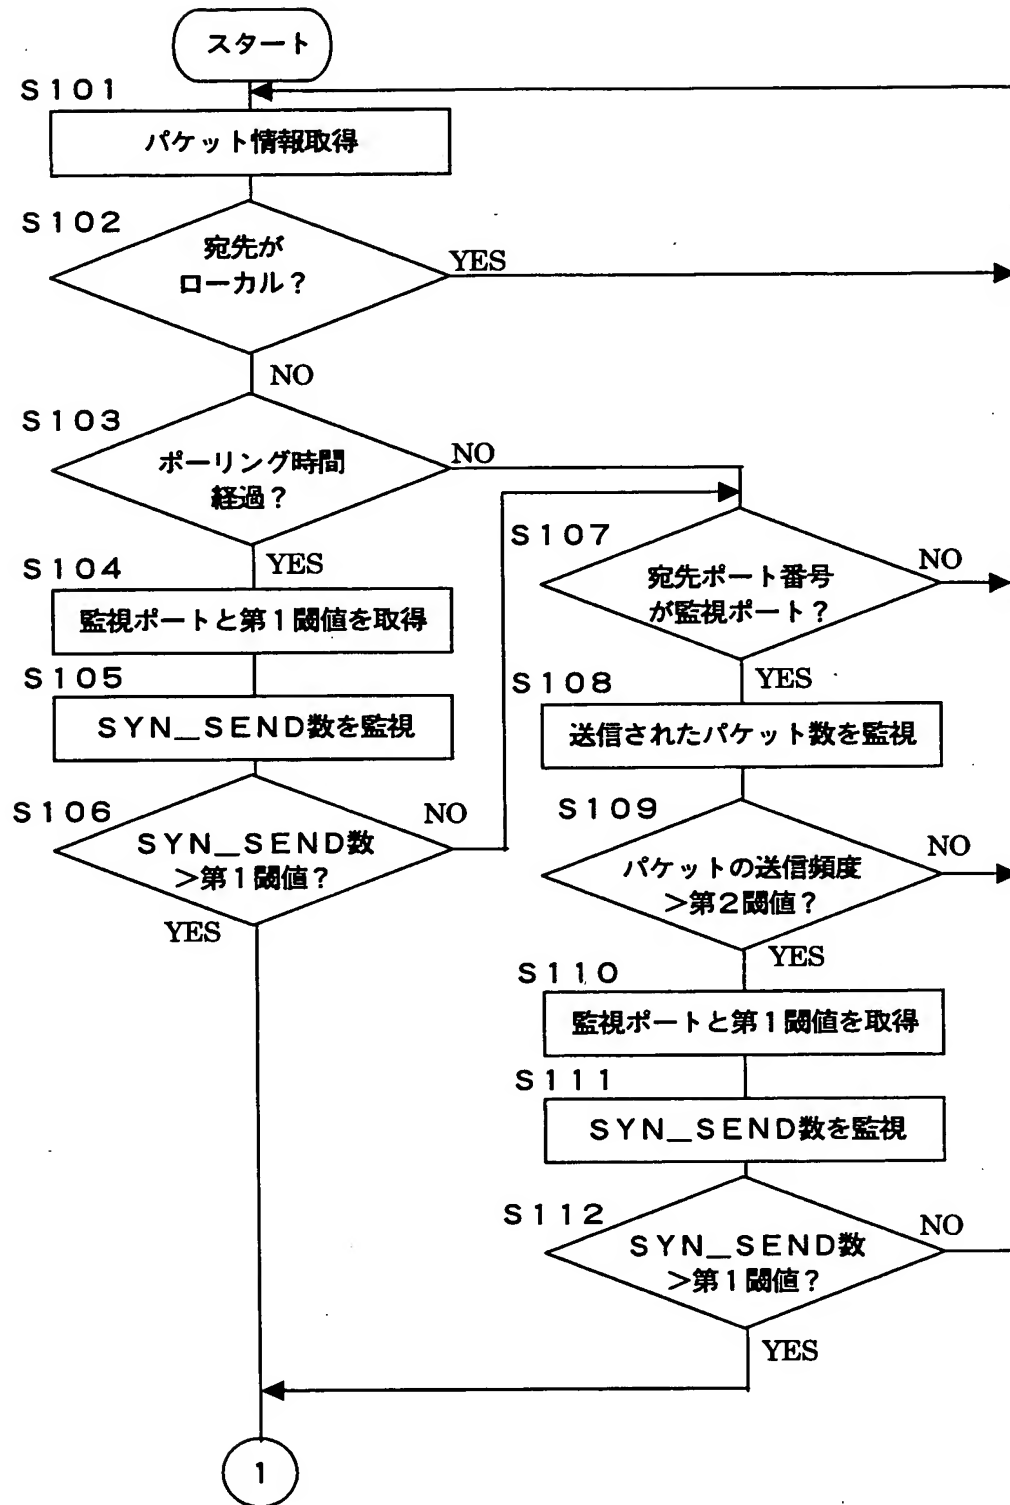 スタート
S101
パケット情報取得
S102
宛先が
ローカル?
YES
NO
S103
ポーリング時間
経過?
NO
YES
S104
監視ポートと第1閾値を取得
S105
SYN_SEND数を監視
S106
SYN_SEND数
>第1閾値?
NO
YES
S107
宛先ポート番号
が監視ポート?
NO
YES
S108
送信されたパケット数を監視
S109
パケットの送信頻度
>第2閾値?
NO
YES
S110
監視ポートと第1閾値を取得
S111
SYN_SEND数を監視
S112
SYN_SEND数
>第1閾値?
NO
YES
1